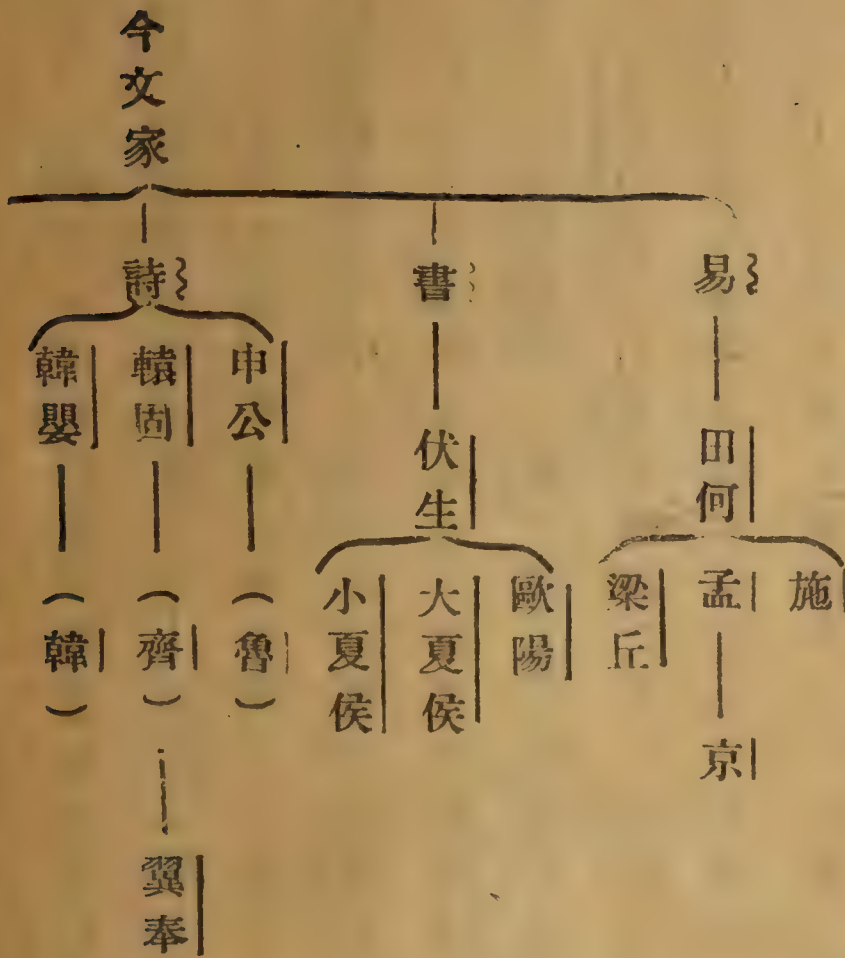 今文家
易
田何
施
孟
京
梁丘
書
伏生
歐陽
大夏侯
小夏侯
詩
申公
（魯）
轅固
（齊）
翼奉
韓嬰
（韓）